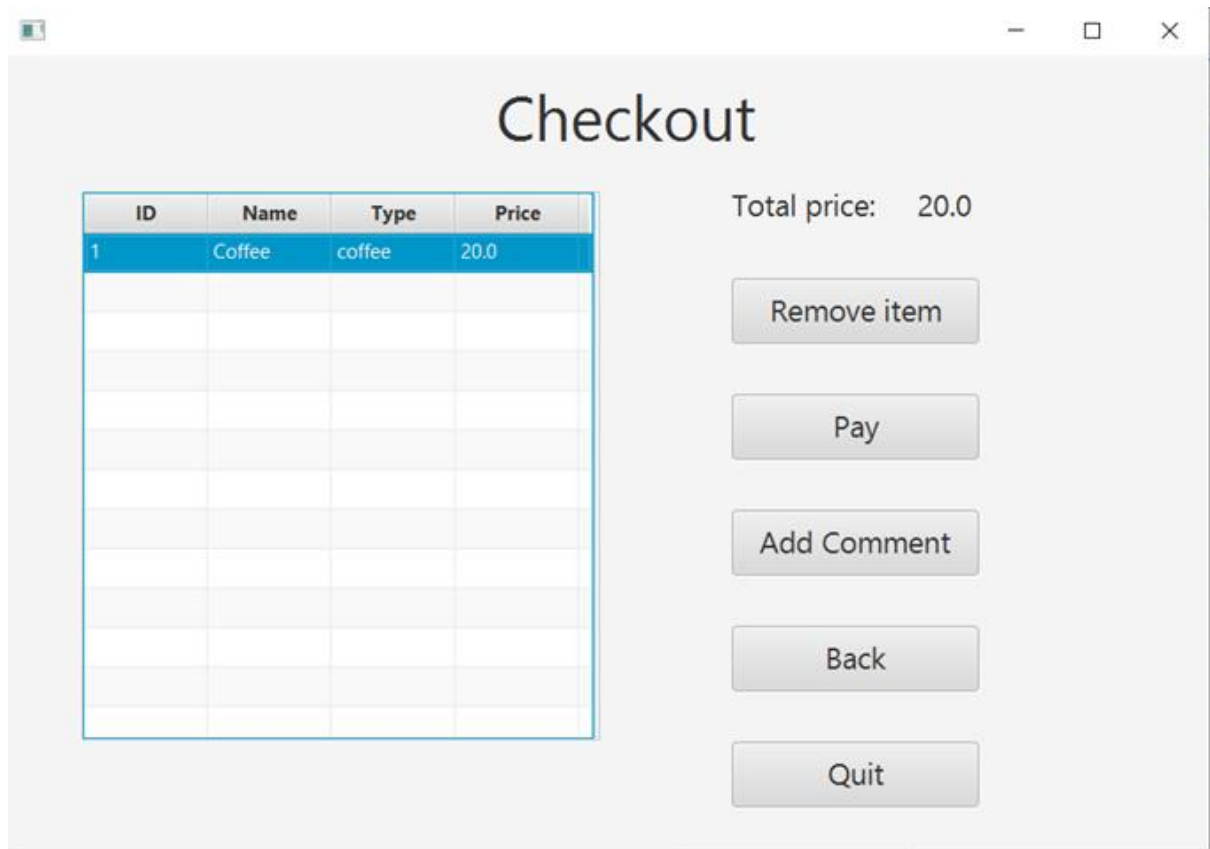 Checkout
ID Name Type Price
1 Coffee coffee 20.0
Total price: 20.0
Remove item
Pay
Add Comment
Back
Quit